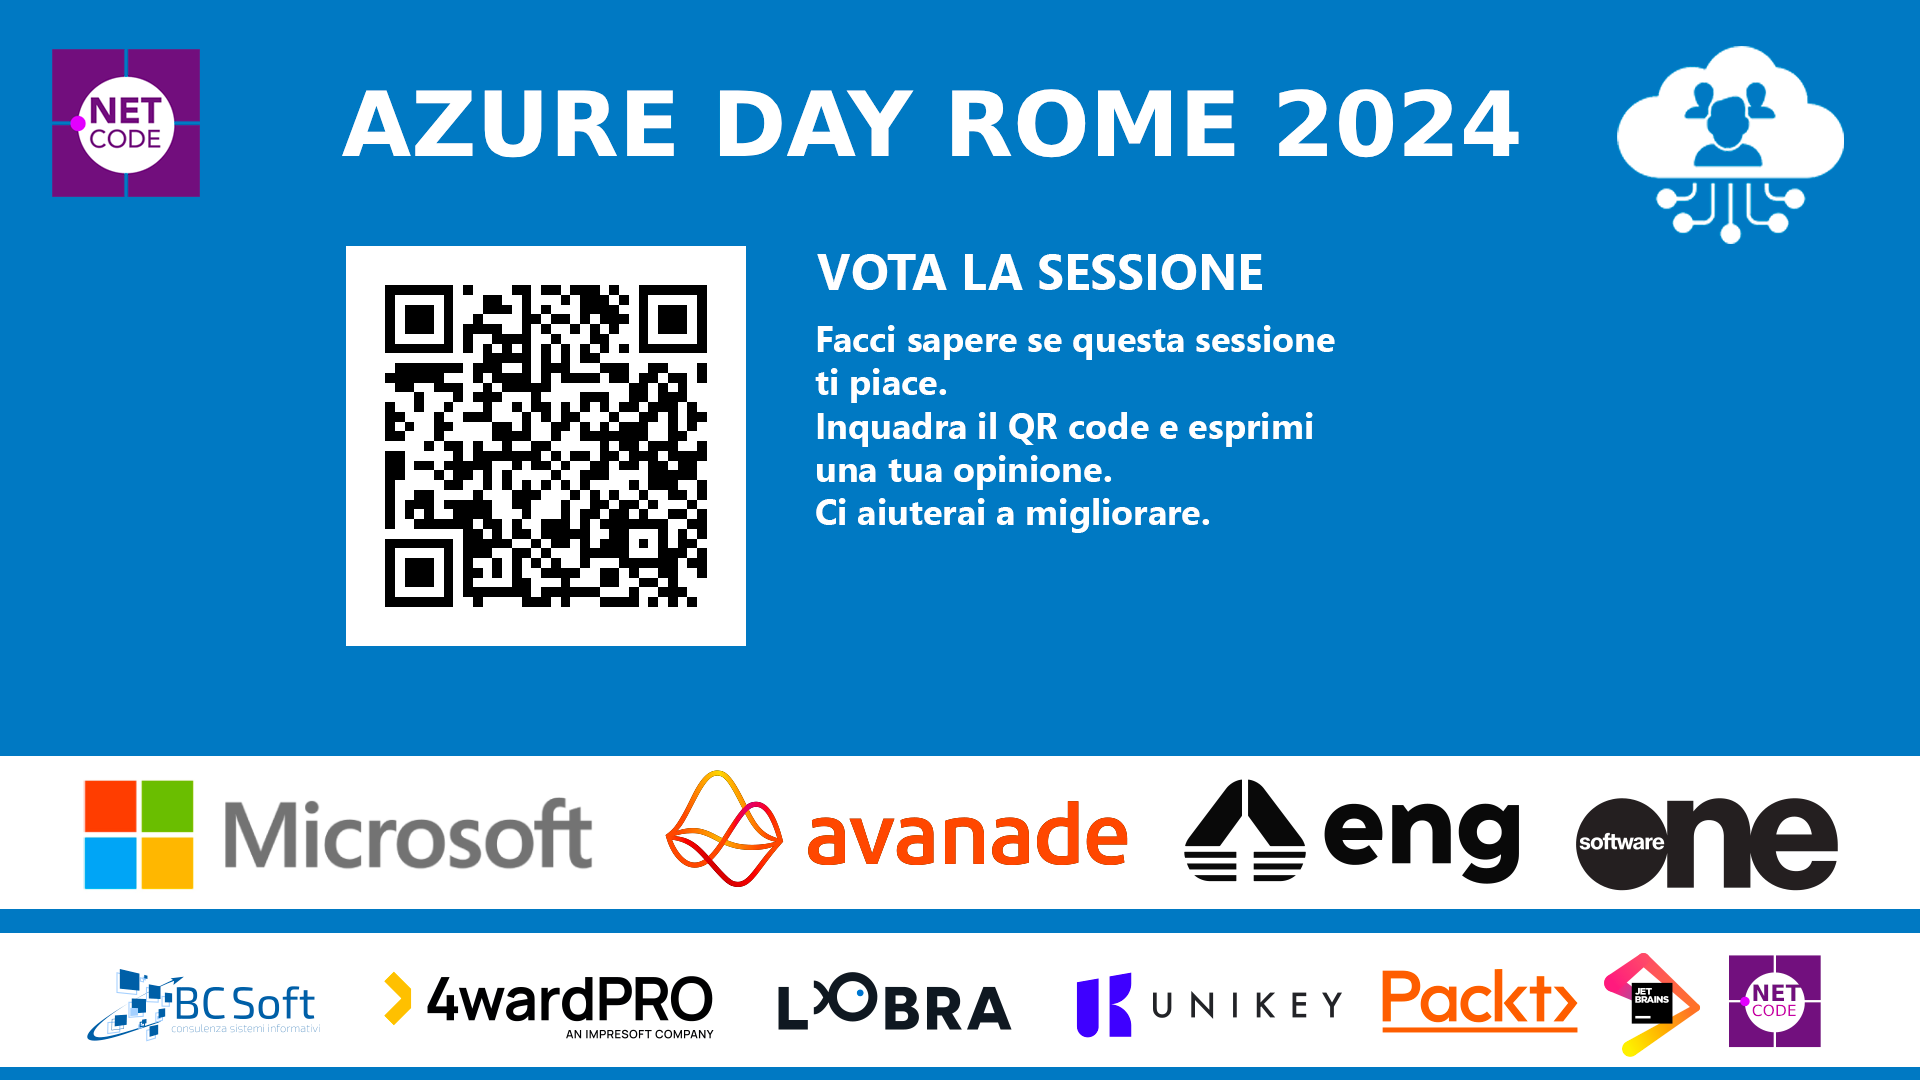 NET
CODE
AZURE DAY ROME 2024
VOTA LA SESSIONE
Facci sapere se questa sessione
ti piace.
Inquadra il QR code e esprimi
una tua opinione.
Ci aiuterai a migliorare.
Microsoft
avanade
eng
software one
BC Soft
consulenza sistemi informativi
4wardPRO
AN IMPRESOFT COMPANY
LOBRA
UNIKEY
Packt
JET
BRAINS
NET
CODE